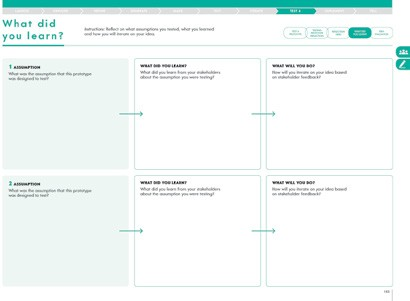 TEST 6
What did
you learn?
Instructions: Reflect on what assumptions you tested, what you learned
and how you will iterate on your idea.
1 ASSUMPTION
What was the assumption that this prototype
was designed to test?
WHAT DID YOU LEARN?
What did you learn from your stakeholders
about the assumption you were testing?
WHAT WILL YOU DO?
How will you iterate on your idea based
on stakeholder feedback?
2 ASSUMPTION
What was the assumption that this prototype
was designed to test?
WHAT DID YOU LEARN?
What did you learn from your stakeholders
about the assumption you were testing?
WHAT WILL YOU DO?
How will you iterate on your idea based
on stakeholder feedback?